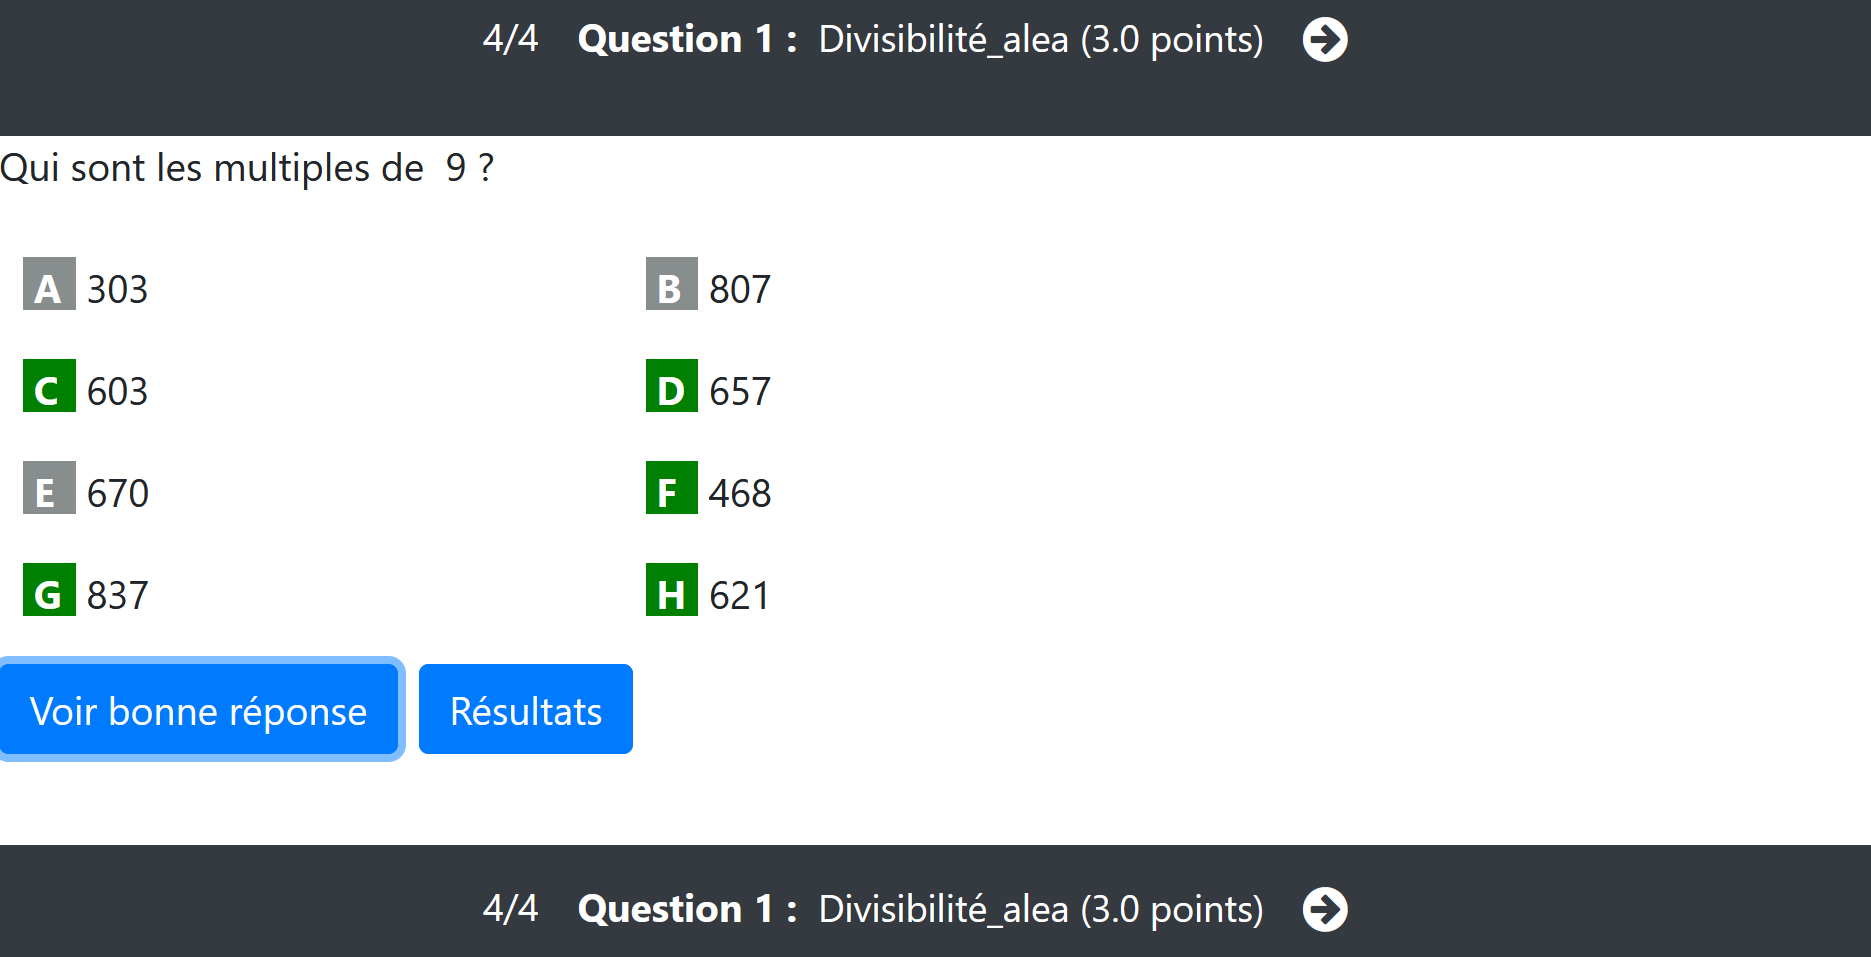 4/4 Question 1 : Divisibilité_alea (3.0 points)
Qui sont les multiples de 9 ?
A 303
B 807
C 603
D 657
E 670
F 468
G 837
H 621
Voir bonne réponse
Résultats
4/4 Question 1 : Divisibilité_alea (3.0 points)